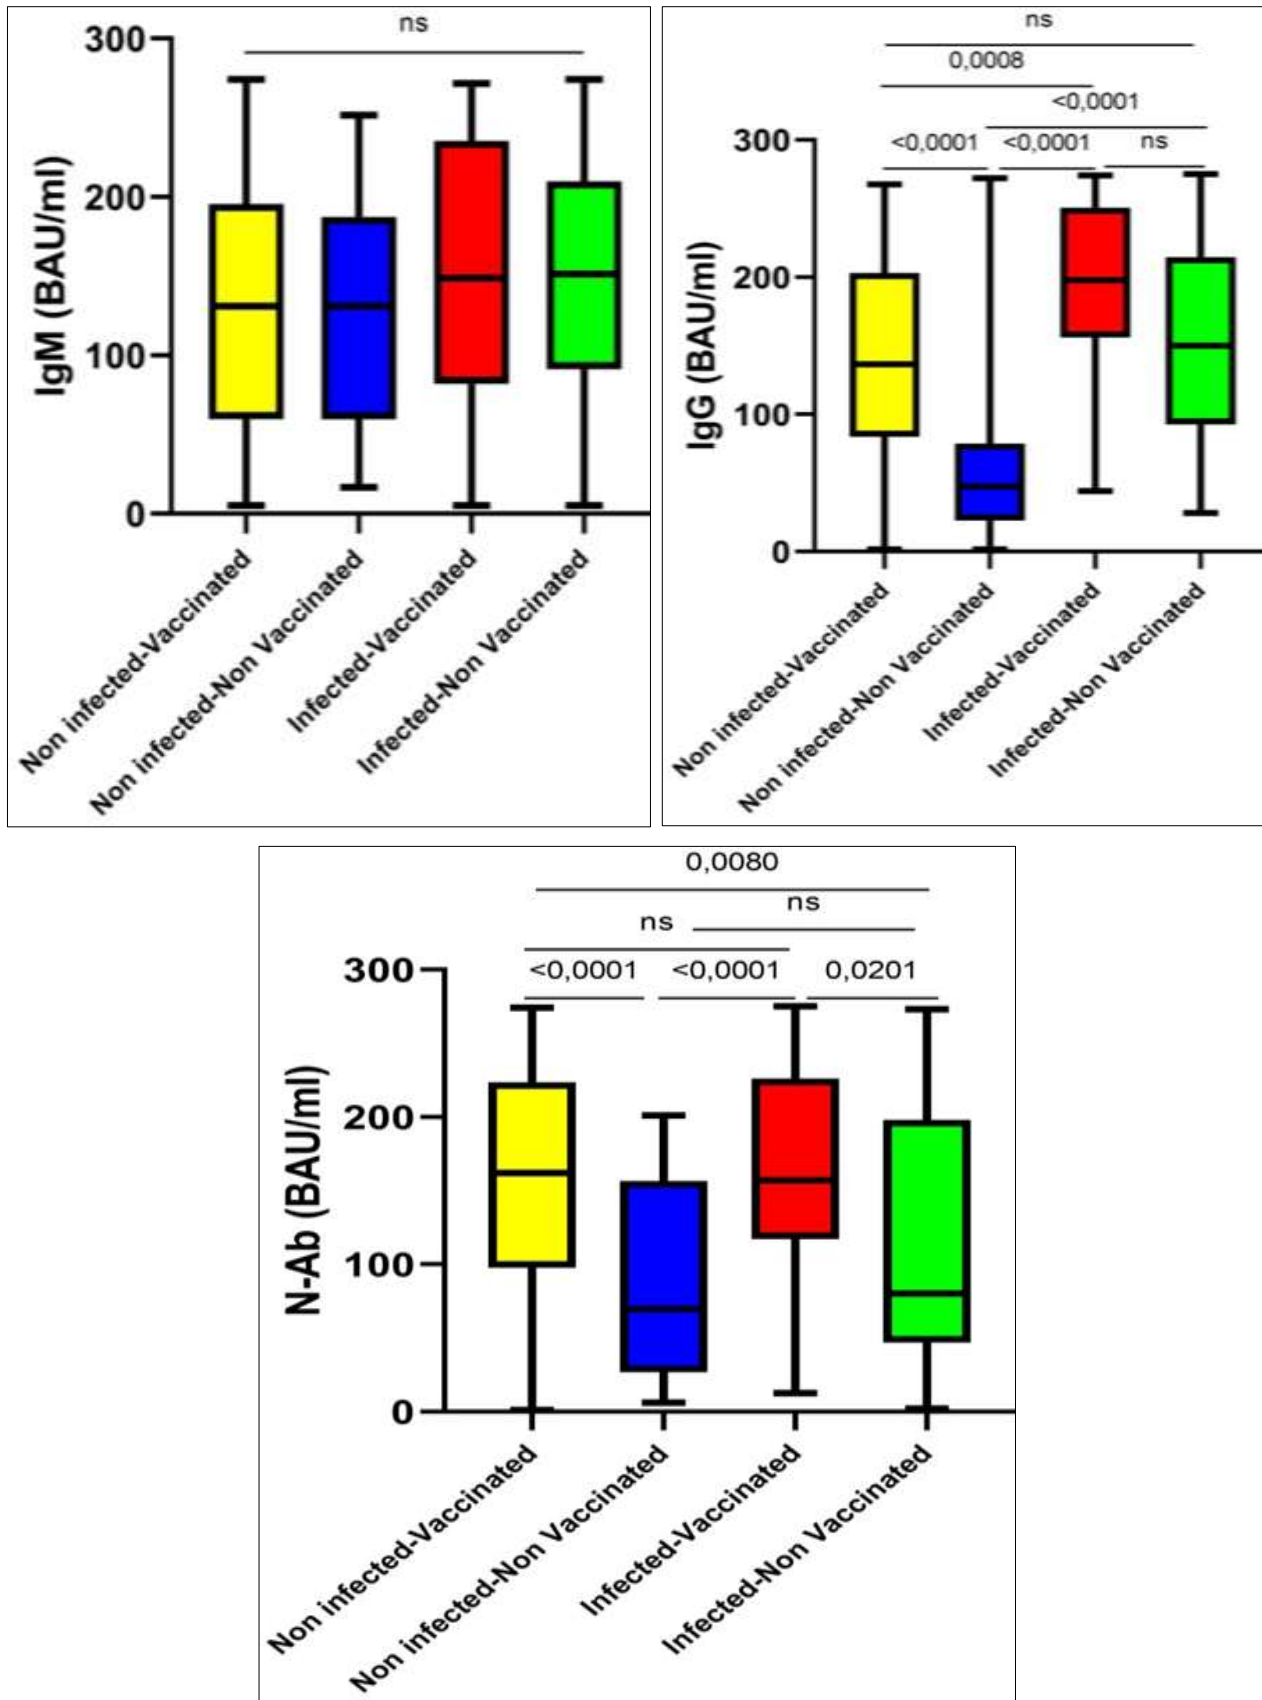 ns
300
200
100
0
IgM (BAU/ml)
Non infected-Vaccinated
Non infected-Non Vaccinated
Infected-Vaccinated
Infected-Non Vaccinated
ns
0,0008
<0,0001
<0,0001 <0,0001 ns
300
200
100
0
IgG (BAU/ml)
Non infected-Vaccinated
Non infected-Non Vaccinated
Infected-Vaccinated
Infected-Non Vaccinated
0,0080
ns
ns
<0,0001 <0,0001 0,0201
300
200
100
0
N-Ab (BAU/ml)
Non infected-Vaccinated
Non infected-Non Vaccinated
Infected-Vaccinated
Infected-Non Vaccinated